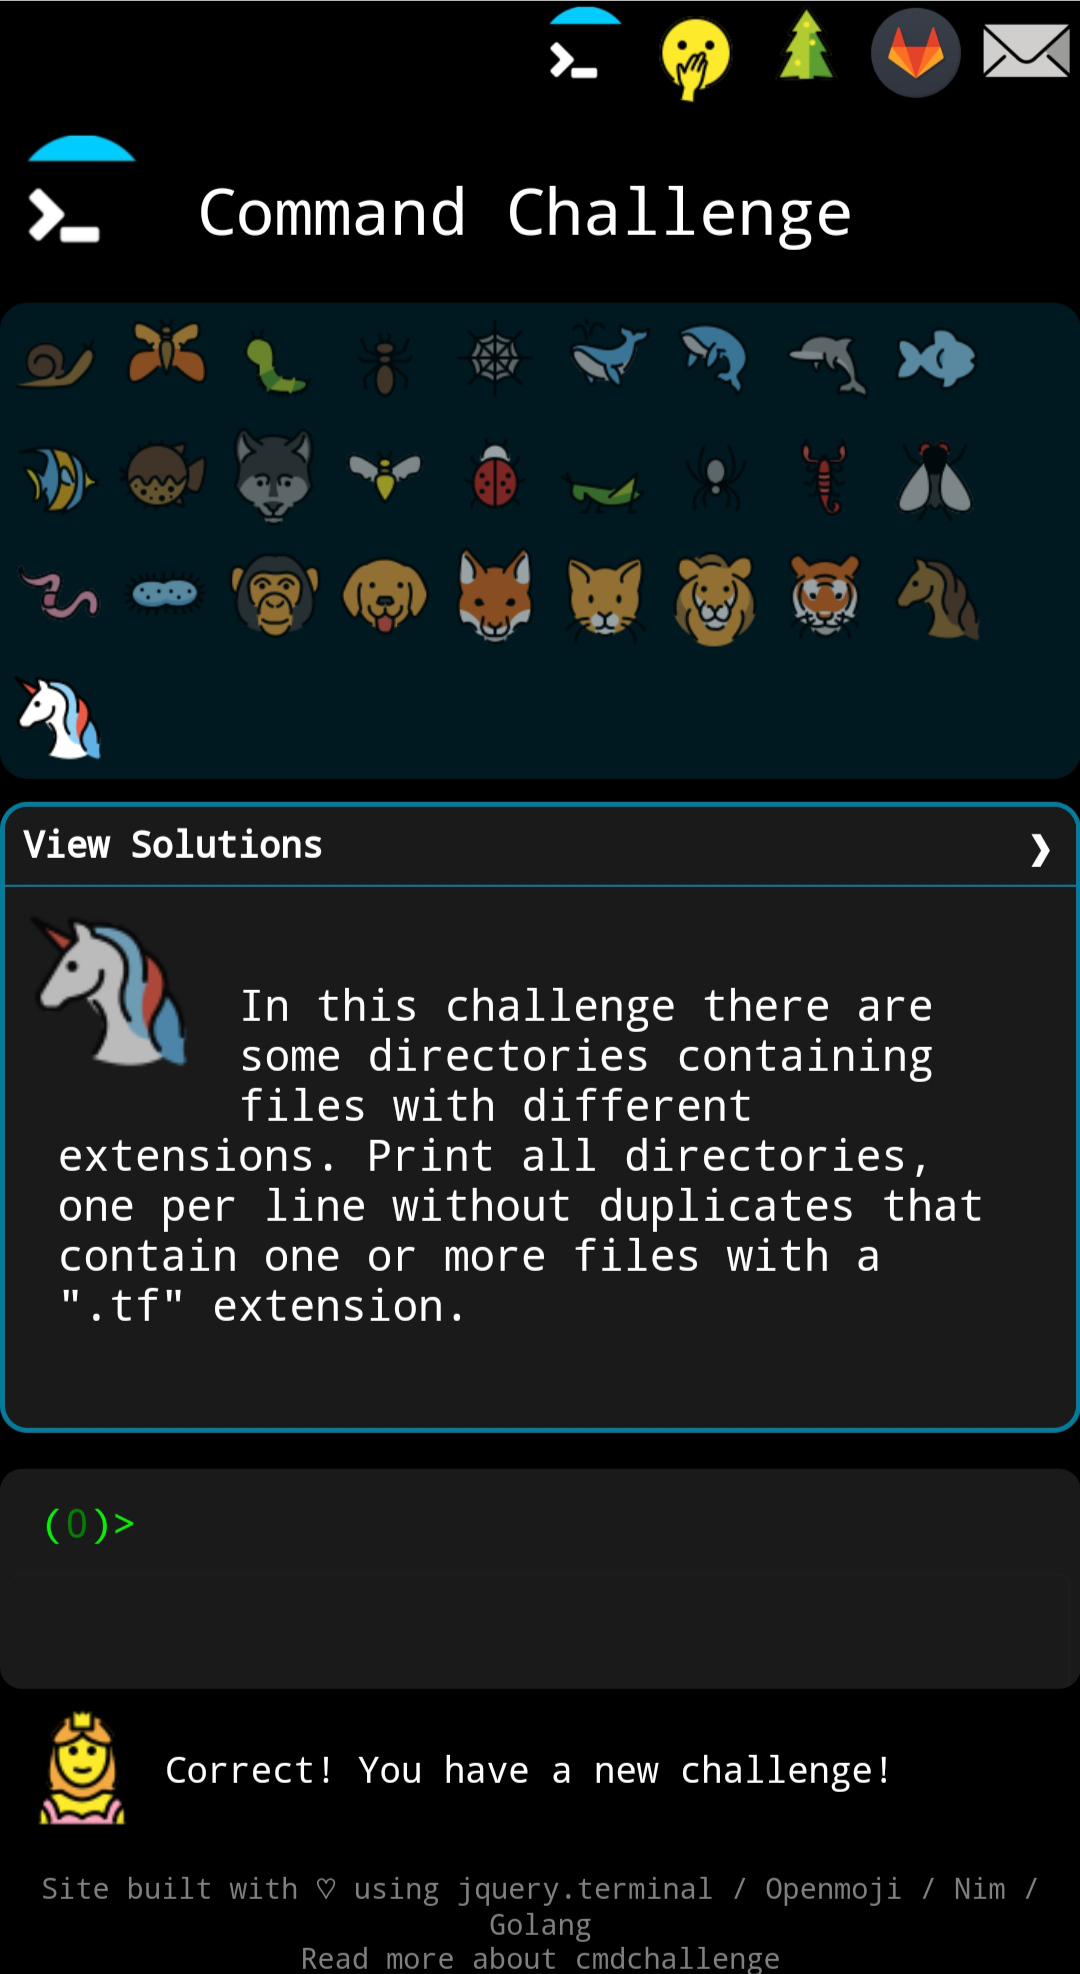 Command Challenge
View Solutions ❯
In this challenge there are
some directories containing
files with different
extensions. Print all directories,
one per line without duplicates that
contain one or more files with a
".tf" extension.
(0)>
Correct! You have a new challenge!
Site built with ♡ using jquery.terminal / Openmoji / Nim /
Golang
Read more about cmdchallenge